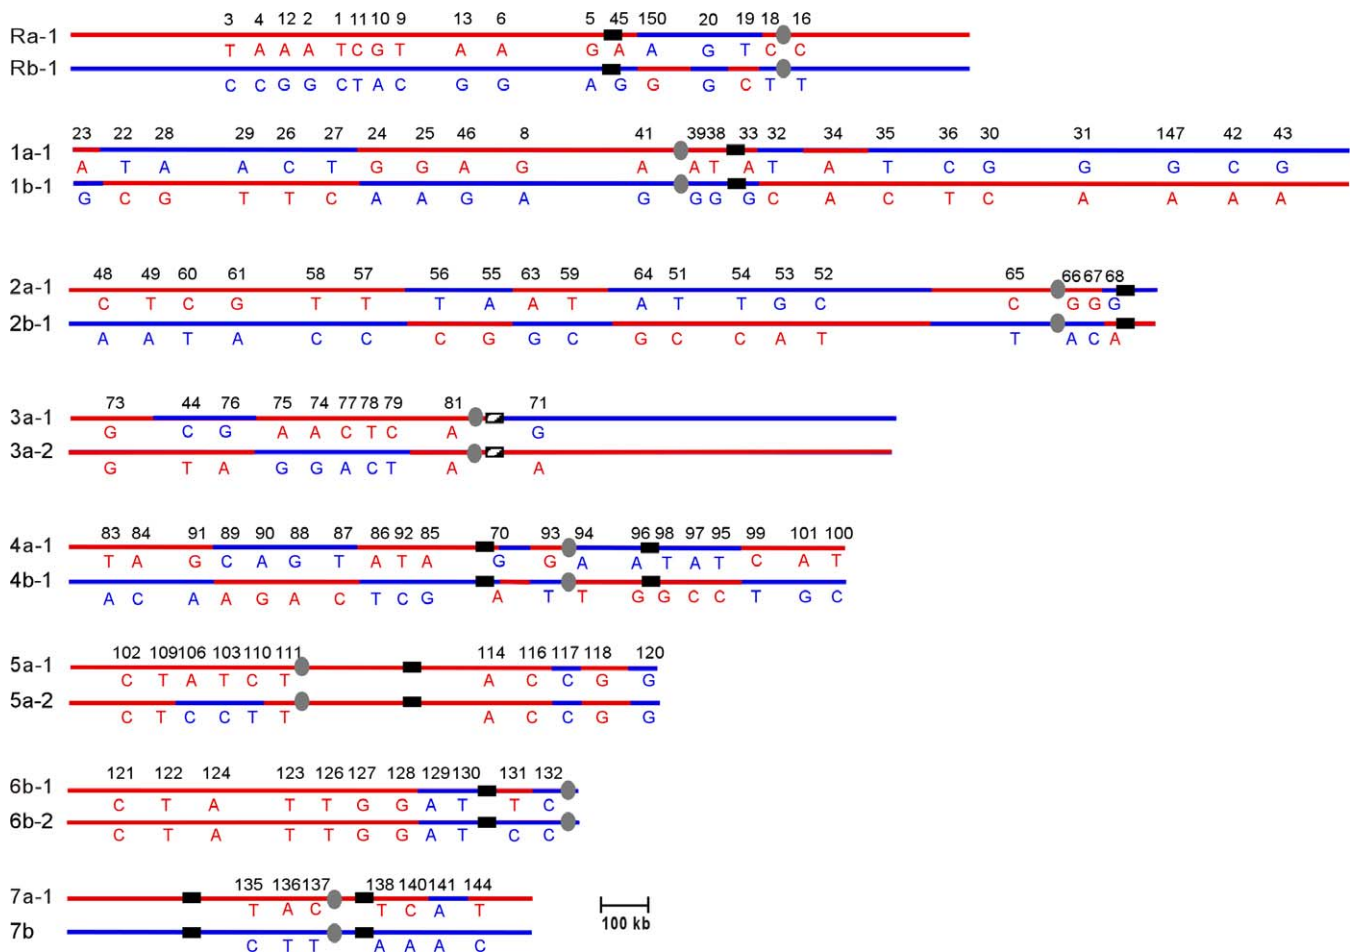 3 4 12 2 1 11 10 9 13 6 5 45 150 20 19 18 16
Ra-1
T A A A T C G T A A G A A G T C C
Rb-1
C C G G C T A C G G A G G G C T T
23 22 28 29 26 27 24 25 46 8 41 39 38 33 32 34 35 36 30 31 147 42 43
1a-1
A T A A C T G G A G A A T A T A T C G G G C G
1b-1
G C G T T C A A G A G G G G C A C T C A A A A
48 49 60 61 58 57 56 55 63 59 64 51 54 53 52 65 66 67 68
2a-1
C T C G T T T A A T A T T G C C G G G
2b-1
A A T A C C C G G C G C C A T T A C A
73 44 76 75 74 77 78 79 81 71
3a-1
G C G A A C T C A G
3a-2
G T A G G A C T A A
83 84 91 89 90 88 87 86 92 85 70 93 94 96 98 97 95 99 101 100
4a-1
T A G C A G T A T A G G A A T A T C A T
4b-1
A C A A G A C T C G A T T G G C C T G C
102 109 106 103 110 111 114 116 117 118 120
5a-1
C T A T C T A C C G G
5a-2
C T C C T T A C C G G
121 122 124 123 126 127 128 129 130 131 132
6b-1
C T A T T G G A T T C
6b-2
C T A T T G G A T C C
135 136 137 138 140 141 144
7a-1
T A C T C A T
100 kb
7b
C T T A A A C